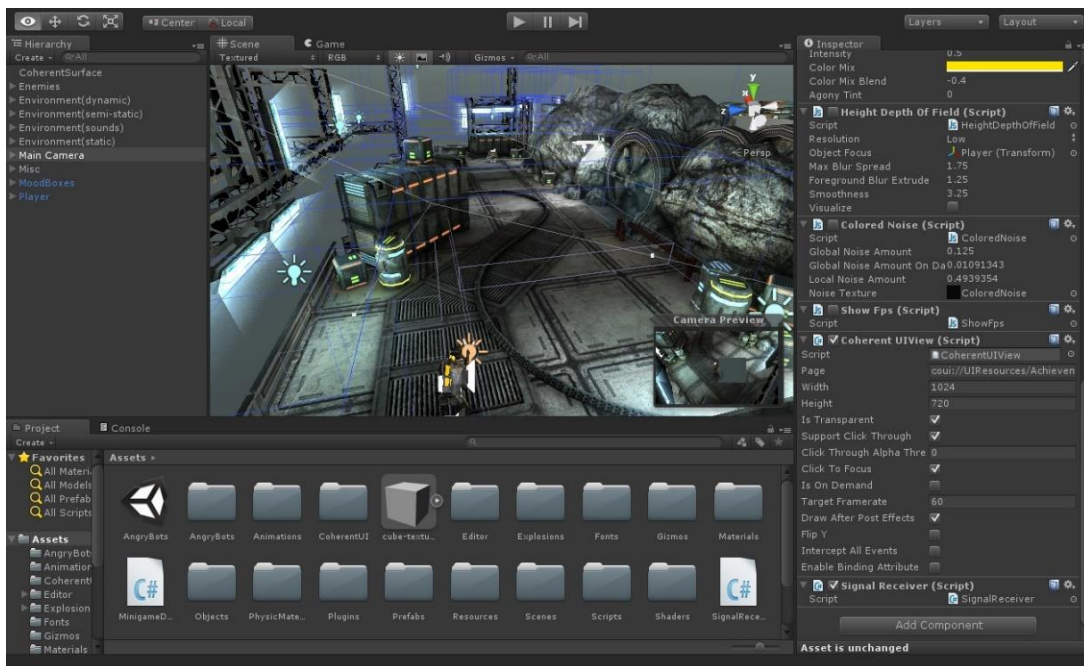 Center Local
Layers Layout
Hierarchy
Create All
CoherentSurface
Enemies
Environment(dynamic)
Environment(semi-static)
Environment(sounds)
Environment(static)
Main Camera
Misc
MoodBoxes
Player
Scene Game
Textured RGB Gizmos All
y
x
z
Persp
Camera Preview
Inspector
Intensity 0.5
Color Mix
Color Mix Blend -0.4
Agony Tint 0
Height Depth Of Field (Script)
Script HeightDepthOfField
Resolution Low
Object Focus Player (Transform)
Max Blur Spread 1.75
Foreground Blur Extrude 1.25
Smoothness 3.25
Visualize
Colored Noise (Script)
Script ColoredNoise
Global Noise Amount 0.125
Global Noise Amount On Da 0.01091343
Local Noise Amount 0.4939354
Noise Texture ColoredNoise
Show Fps (Script)
Script ShowFps
Coherent UIView (Script)
Script CoherentUIView
Page coui://UIResources/Achieven
Width 1024
Height 720
Is Transparent
Support Click Through
Click Through Alpha Thre 0
Click To Focus
Is On Demand
Target Framerate 60
Draw After Post Effects
Flip Y
Intercept All Events
Enable Binding Attribute
Signal Receiver (Script)
Script SignalReceiver
Add Component
Asset is unchanged
Project Console
Create
Favorites
All Materi
All Models
All Prefab
All Scripts
Assets
AngryBot
Animation
Coherent
Editor
Explosion
Fonts
Gizmos
Materials
Assets
AngryBots AngryBots Animations CoherentUI cube-textu... Editor Explosions Fonts Gizmos Materials
C# C#
MinigameD... Objects PhysicMate... Plugins Prefabs Resources Scenes Scripts Shaders SignalRece...